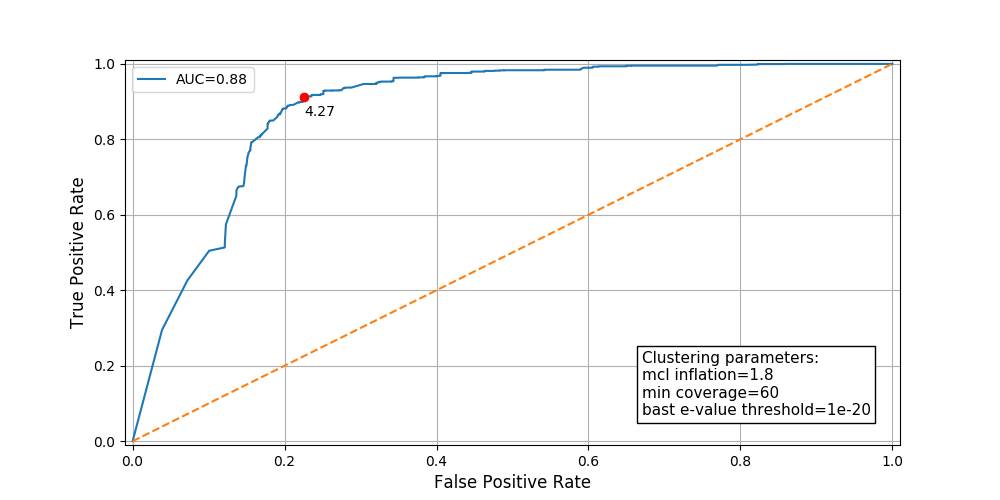 1.0
0.8
0.6
0.4
0.2
0.0
True Positive Rate
AUC=0.88
4.27
Clustering parameters:
mcl inflation=1.8
min coverage=60
bast e-value threshold=1e-20
0.0 0.2 0.4 0.6 0.8 1.0
False Positive Rate